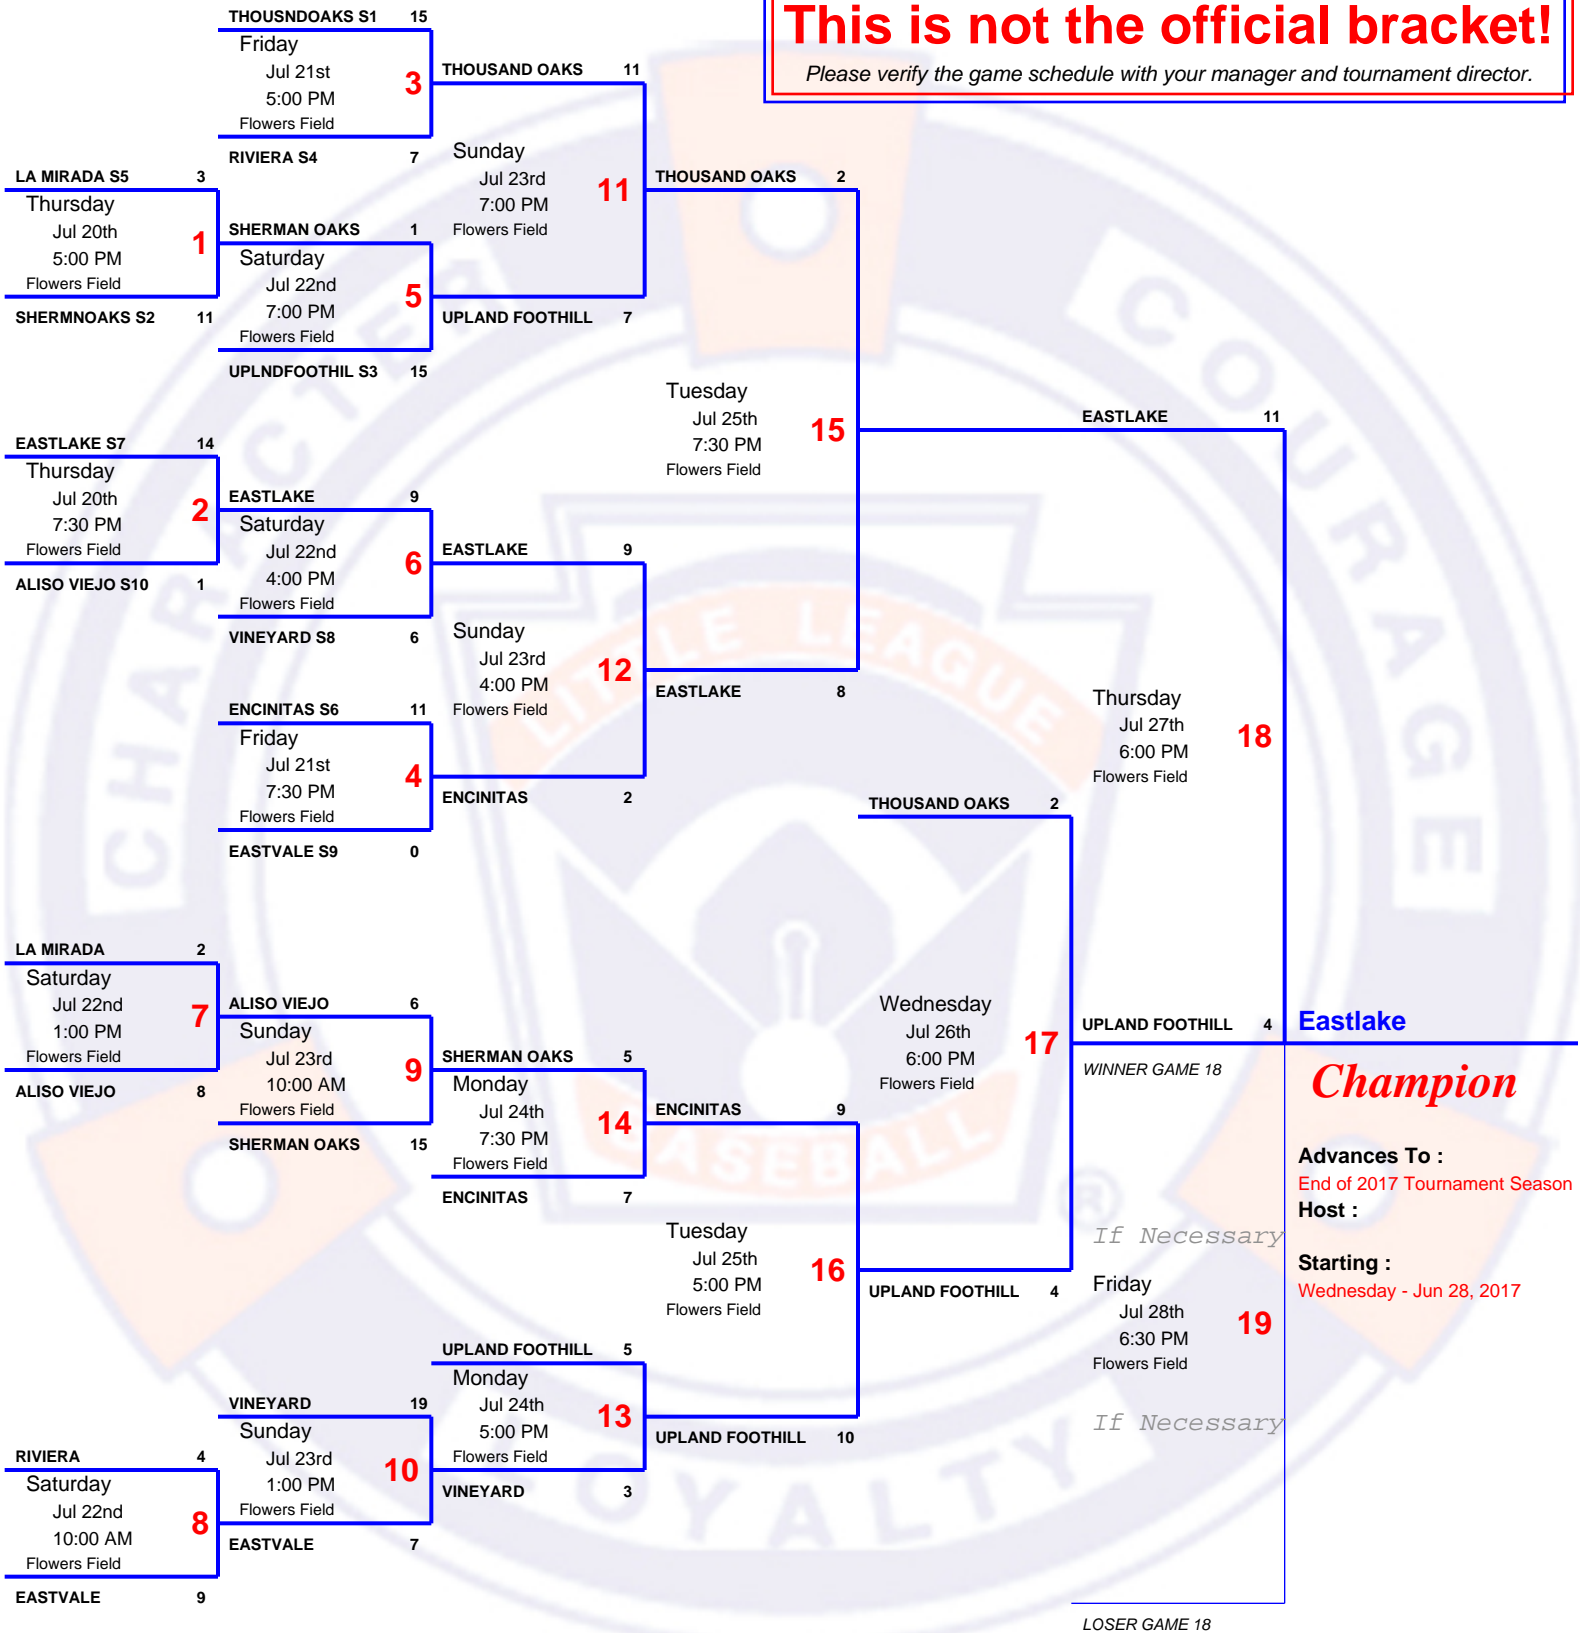 This is not the official bracket!
Please verify the game schedule with your manager and tournament director.
THOUSNDOAKS S1 15
Friday
Jul 21st
5:00 PM
Flowers Field
3
RIVIERA S4 7
THOUSAND OAKS 11
Sunday
Jul 23rd
7:00 PM
Flowers Field
11
LA MIRADA S5 3
Thursday
Jul 20th
5:00 PM
Flowers Field
1
SHERMNOAKS S2 11
SHERMAN OAKS 1
Saturday
Jul 22nd
7:00 PM
Flowers Field
5
UPLNDFOOTHIL S3 15
UPLAND FOOTHILL 7
THOUSAND OAKS 2
Tuesday
Jul 25th
7:30 PM
Flowers Field
15
EASTLAKE 11
EASTLAKE S7 14
Thursday
Jul 20th
7:30 PM
Flowers Field
2
ALISO VIEJO S10 1
EASTLAKE 9
Saturday
Jul 22nd
4:00 PM
Flowers Field
6
VINEYARD S8 6
EASTLAKE 9
Sunday
Jul 23rd
4:00 PM
Flowers Field
12
EASTLAKE 8
ENCINITAS S6 11
Friday
Jul 21st
7:30 PM
Flowers Field
4
EASTVALE S9 0
ENCINITAS 2
Thursday
Jul 27th
6:00 PM
Flowers Field
18
THOUSAND OAKS 2
Wednesday
Jul 26th
6:00 PM
Flowers Field
17
UPLAND FOOTHILL 4
WINNER GAME 18
Eastlake
Champion
Advances To :
End of 2017 Tournament Season
Host :
Starting :
Wednesday - Jun 28, 2017
LA MIRADA 2
Saturday
Jul 22nd
1:00 PM
Flowers Field
7
ALISO VIEJO 8
ALISO VIEJO 6
Sunday
Jul 23rd
10:00 AM
Flowers Field
9
SHERMAN OAKS 15
SHERMAN OAKS 5
Monday
Jul 24th
7:30 PM
Flowers Field
14
ENCINITAS 7
ENCINITAS 9
Tuesday
Jul 25th
5:00 PM
Flowers Field
16
UPLAND FOOTHILL 4
If Necessary
Friday
Jul 28th
6:30 PM
Flowers Field
19
If Necessary
UPLAND FOOTHILL 5
Monday
Jul 24th
5:00 PM
Flowers Field
13
UPLAND FOOTHILL 10
VINEYARD 19
Sunday
Jul 23rd
1:00 PM
Flowers Field
10
VINEYARD 3
RIVIERA 4
Saturday
Jul 22nd
10:00 AM
Flowers Field
8
EASTVALE 7
EASTVALE 9
LOSER GAME 18
CHARACTER
COURAGE
LOYALTY
LITTLE LEAGUE
BASEBALL
®